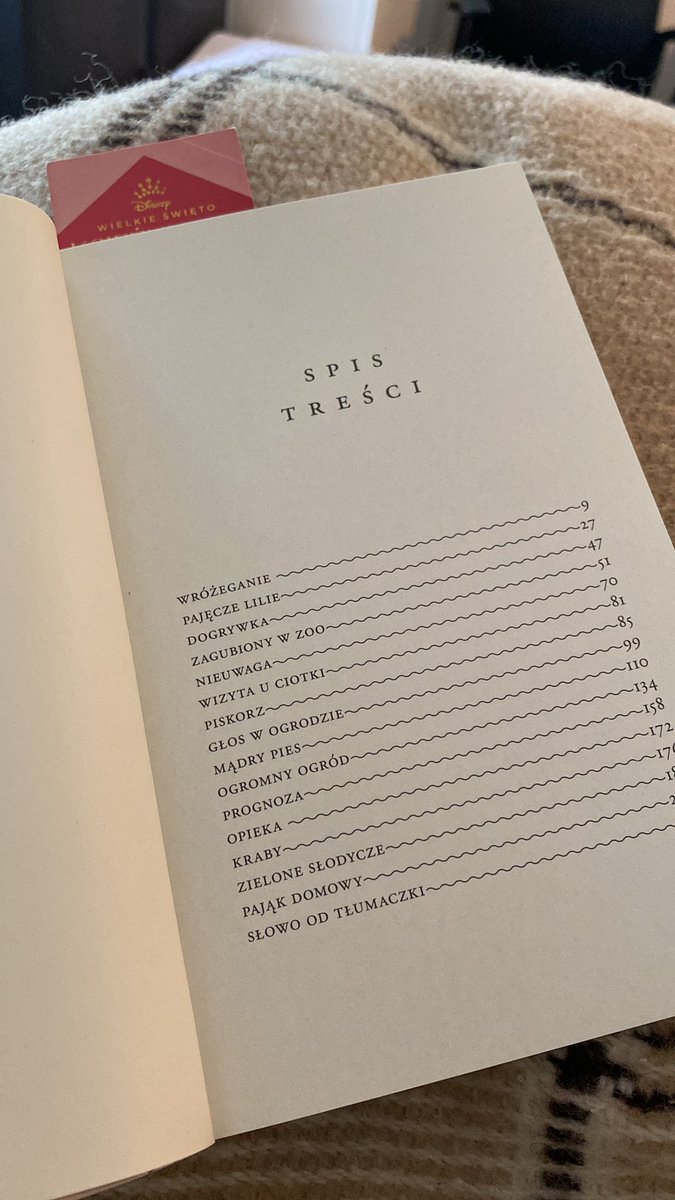 Disney
WIELKIE ŚWIĘTO
SPIS
TREŚCI
WRÓŻEGANIE 9
PAJĘCZE LILIE 27
DOGRYWKA 47
ZAGUBIONY W ZOO 51
NIEUWAGA 70
WIZYTA U CIOTKI 81
PISKORZ 85
GŁOS W OGRODZIE 99
MĄDRY PIES 110
OGROMNY OGRÓD 134
PROGNOZA 158
OPIEKA 172
KRABY
ZIELONE SŁODYCZE
PAJĄK DOMOWY
SŁOWO OD TŁUMACZKI